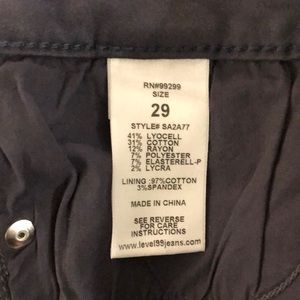 RN#99299
SIZE
29
STYLE# SA2A77
41% LYOCELL
31% COTTON
12% RAYON
7% POLYESTER
7% ELASTERELL-P
2% LYCRA
LINING :97%COTTON
3%SPANDEX
MADE IN CHINA
SEE REVERSE
FOR CARE
INSTRUCTIONS
www.level99jeans.com